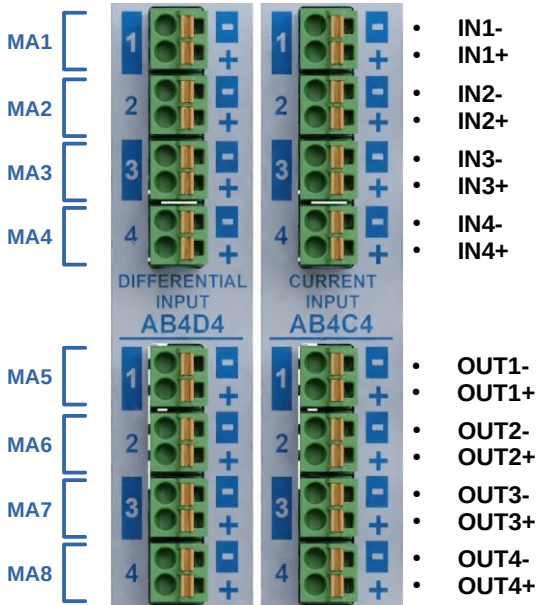 MA1 1 - + 1 - + • IN1-
• IN1+
MA2 2 - + 2 - + • IN2-
• IN2+
MA3 3 - + 3 - + • IN3-
• IN3+
MA4 4 - + 4 - + • IN4-
• IN4+
DIFFERENTIAL INPUT
AB4D4
CURRENT INPUT
AB4C4
MA5 1 - + 1 - + • OUT1-
• OUT1+
MA6 2 - + 2 - + • OUT2-
• OUT2+
MA7 3 - + 3 - + • OUT3-
• OUT3+
MA8 4 - + 4 - + • OUT4-
• OUT4+